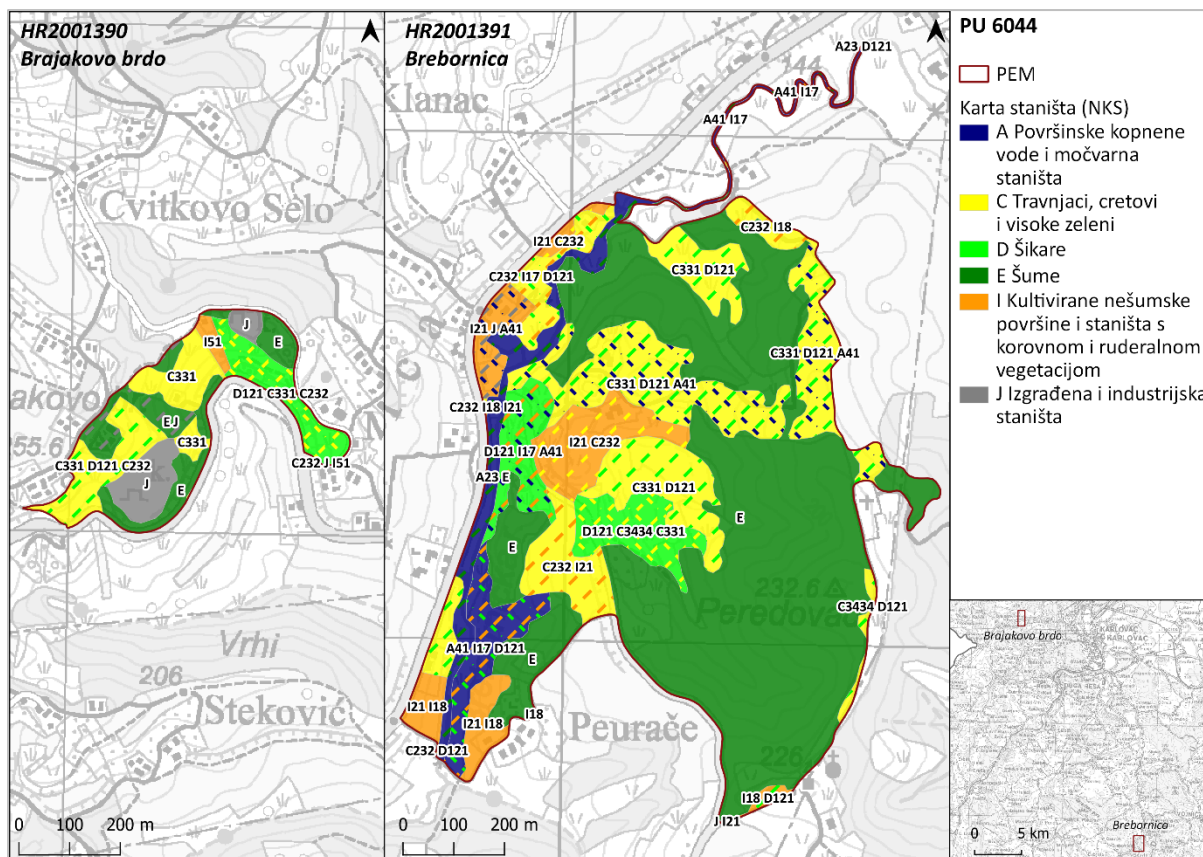 HR2001390
Brajakovo brdo
Cvitkovo Selo
J
I51
E
C331
D121 C331 C232
E J
C331
55.6
C331 D121 C232
C232 J I51
J
E
Vrhi
206
Steković
0 100 200 m
HR2001391
Brebornica
A23 D121
144
A41 I17
Klanac
A41 I17
I21 C232
C232 I18
C232 I17 D121
C331 D121
I21 J A41
C331 D121 A41
C331 D121 A41
C232 I18 I21
I21 C232
D121 I17 A41
A23 E
C331 D121
E
D121 C3434 C331
E
C232 I21
232.6
Peredovac
C3434 D121
A41 I17 D121
E
I21 I18
I21 I18
I18
Peurače
C232 D121
226
I18 D121
J I21
0 100 200 m
PU 6044
PEM
Karta staništa (NKS)
A Površinske kopnene
vode i močvarna
staništa
C Travnjaci, cretovi
i visoke zeleni
D Šikare
E Šume
I Kultivirane nešumske
površine i staništa s
korovnom i ruderalnom
vegetacijom
J Izgrađena i industrijska
staništa
Brajakovo brdo
KARLOVAC
Brebornica
0 5 km